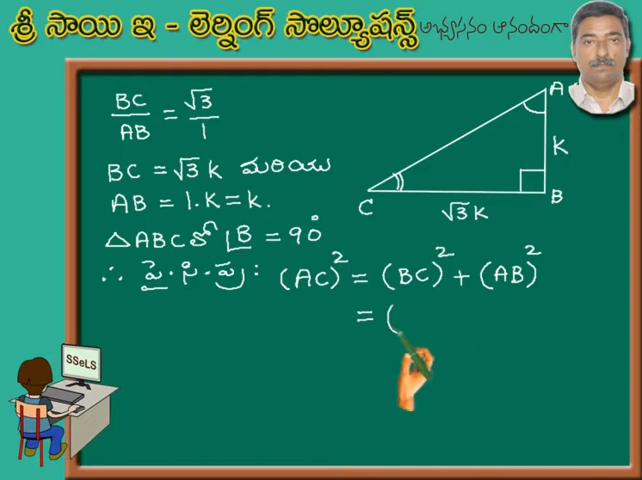 శ్రీ సాయి ఇ - లెర్నింగ్ సొల్యూషన్స్ అభ్యసనం ఆనందంగా
BC/AB = √3/1
BC = √3 k మరియు
AB = 1.K = k.
△ABC లో ∠B = 90°
∴ పై. సి. ప్ర: (AC)² = (BC)² + (AB)²
= (
A
K
B
C
√3 K
SSeLS